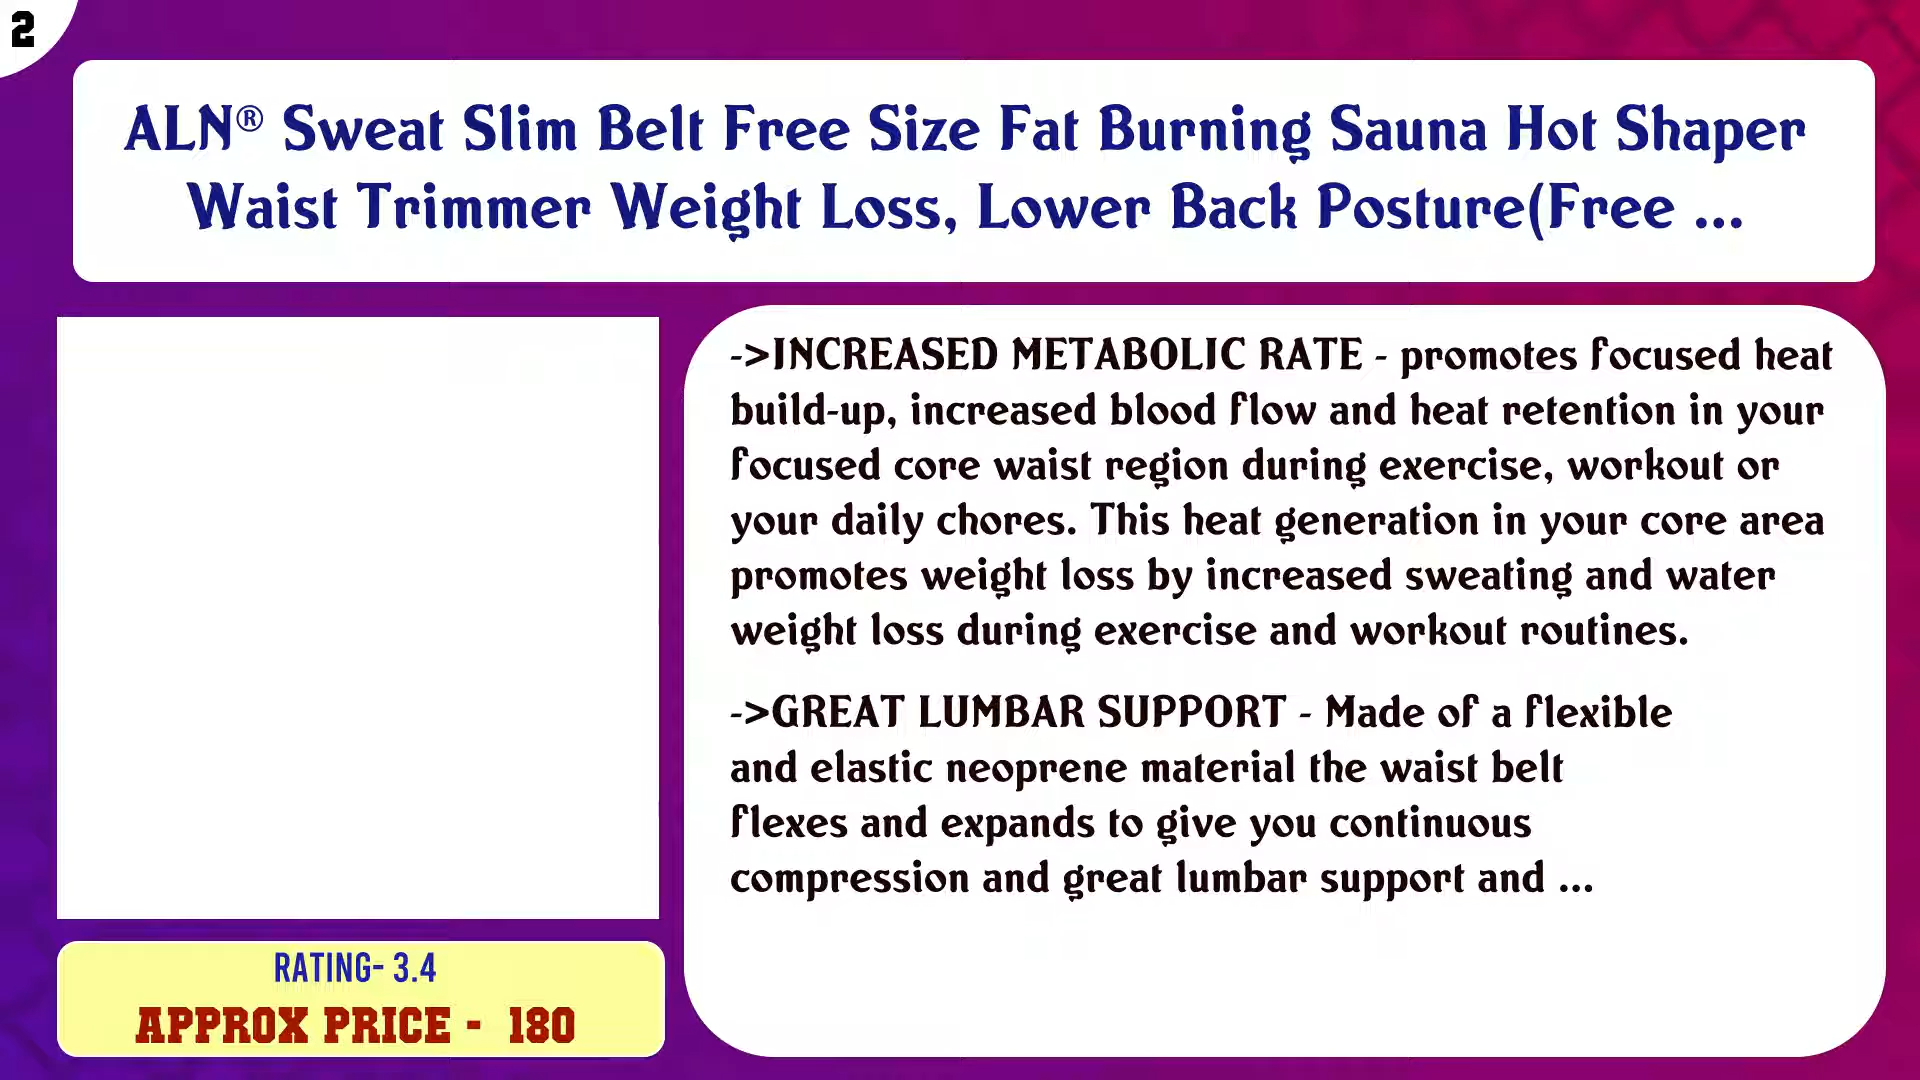 2
ALN® Sweat Slim Belt Free Size Fat Burning Sauna Hot Shaper
Waist Trimmer Weight Loss, Lower Back Posture(Free ...
->INCREASED METABOLIC RATE - promotes focused heat
build-up, increased blood flow and heat retention in your
focused core waist region during exercise, workout or
your daily chores. This heat generation in your core area
promotes weight loss by increased sweating and water
weight loss during exercise and workout routines.
->GREAT LUMBAR SUPPORT - Made of a flexible
and elastic neoprene material the waist belt
flexes and expands to give you continuous
compression and great lumbar support and ...
RATING- 3.4
APPROX PRICE - 180